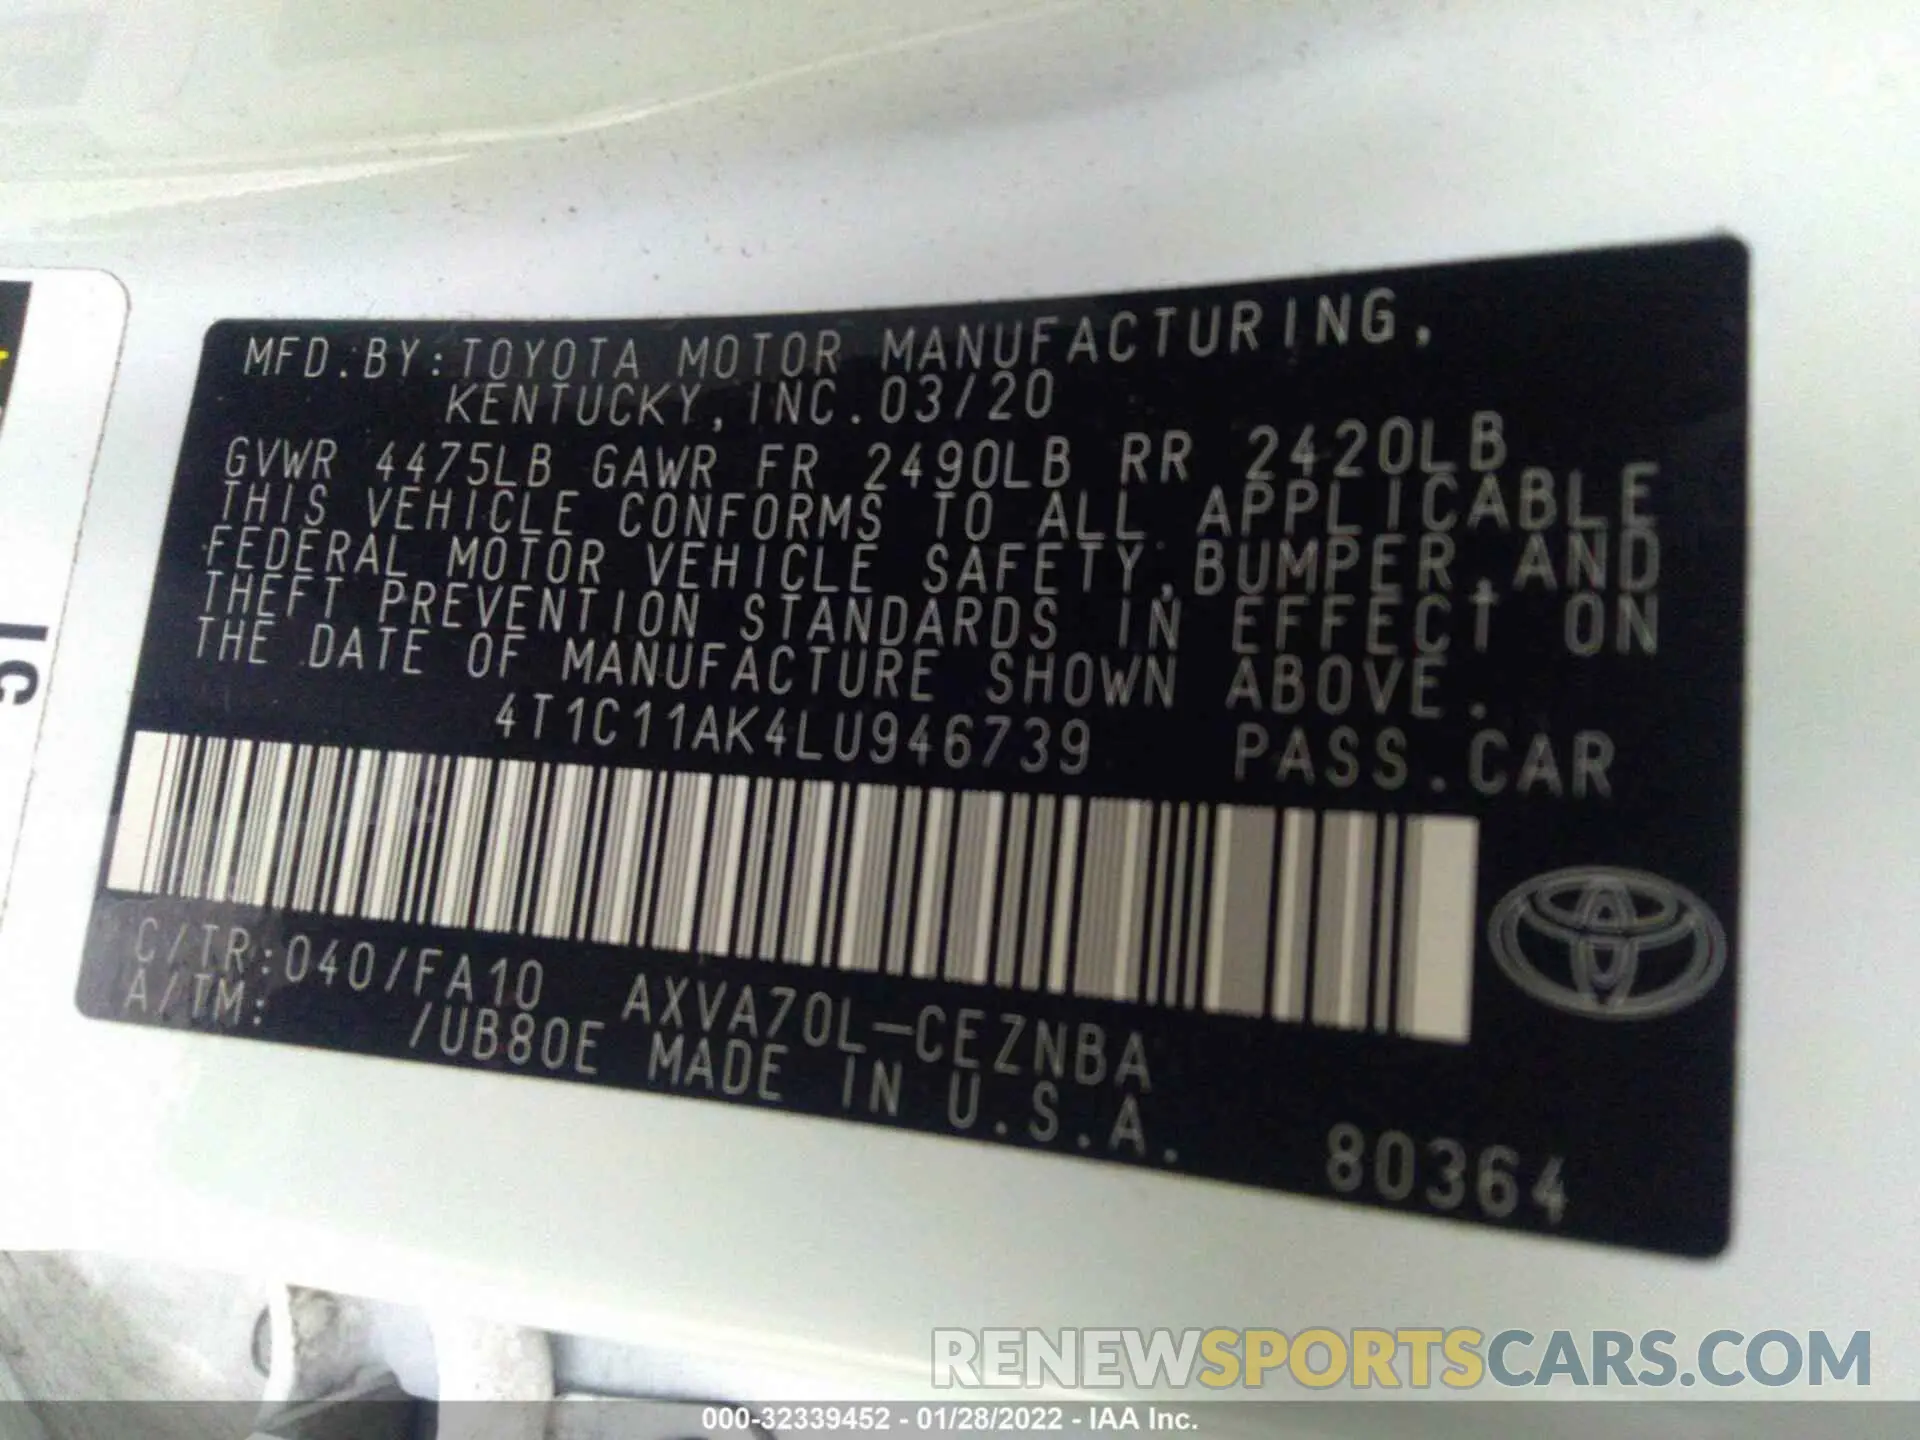 MFD.BY:TOYOTA MOTOR MANUFACTURING,
KENTUCKY, INC.03/20
GVWR 4475LB GAWR FR 2490LB RR 2420LB
THIS VEHICLE CONFORMS TO ALL APPLICABLE
FEDERAL MOTOR VEHICLE SAFETY,BUMPER,AND
THEFT PREVENTION STANDARDS IN EFFECT ON
THE DATE OF MANUFACTURE SHOWN ABOVE.
4T1C11AK4LU946739 PASS.CAR
C/TR:040/FA10 AXVA70L-CEZNBA
A/TM: /UB80E MADE IN U.S.A.
80364
RENEWSPORTSCARS.COM
000-32339452 - 01/28/2022 - IAA Inc.